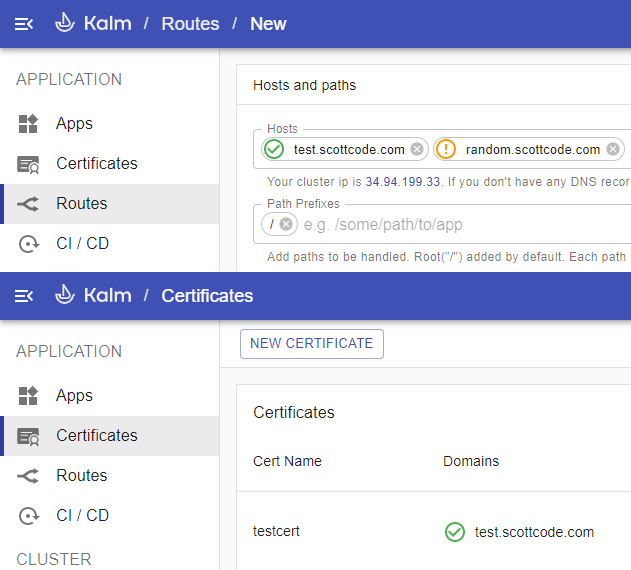 Kalm / Routes / New
APPLICATION
Apps
Certificates
Routes
CI / CD
Hosts and paths
Hosts
test.scottcode.com random.scottcode.com
Your cluster ip is 34.94.199.33. If you don't have any DNS recor
Path Prefixes
/ e.g. /some/path/to/app
Add paths to be handled. Root("/") added by default. Each path
Kalm / Certificates
APPLICATION
Apps
Certificates
Routes
CI / CD
CLUSTER
NEW CERTIFICATE
Certificates
Cert Name Domains
testcert test.scottcode.com